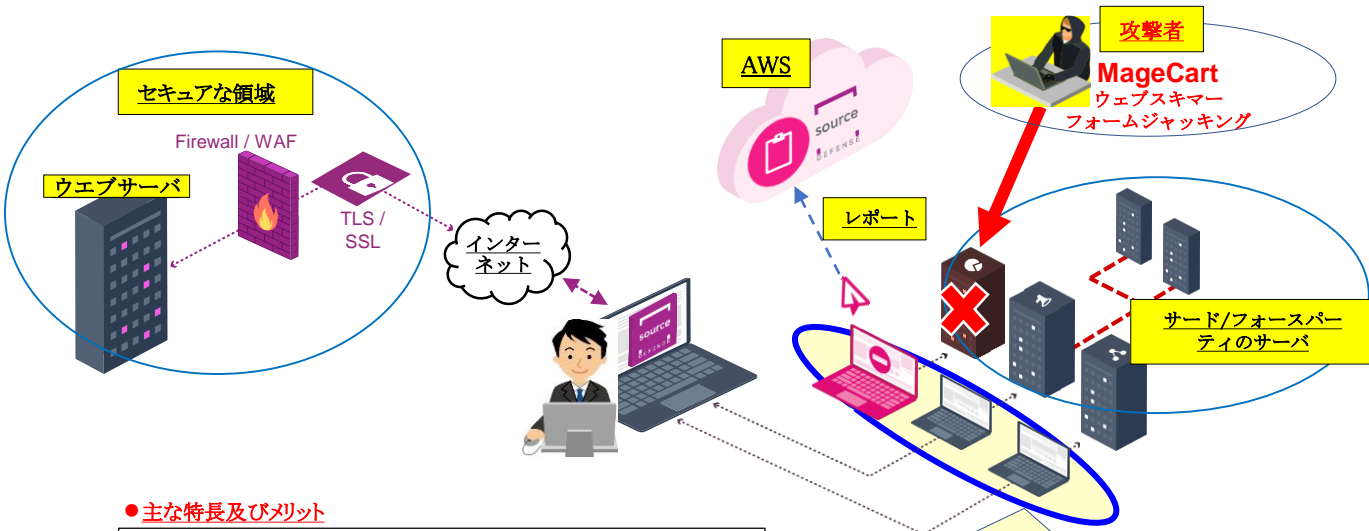 攻撃者
MageCart
ウェブスキマー
フォームジャッキング
AWS
source
DEFENSE
セキュアな領域
Firewall / WAF
ウエブサーバ
TLS /
SSL
インター
ネット
レポート
source
DEFENSE
サード/フォースパー
ティのサーバ
●主な特長及びメリット